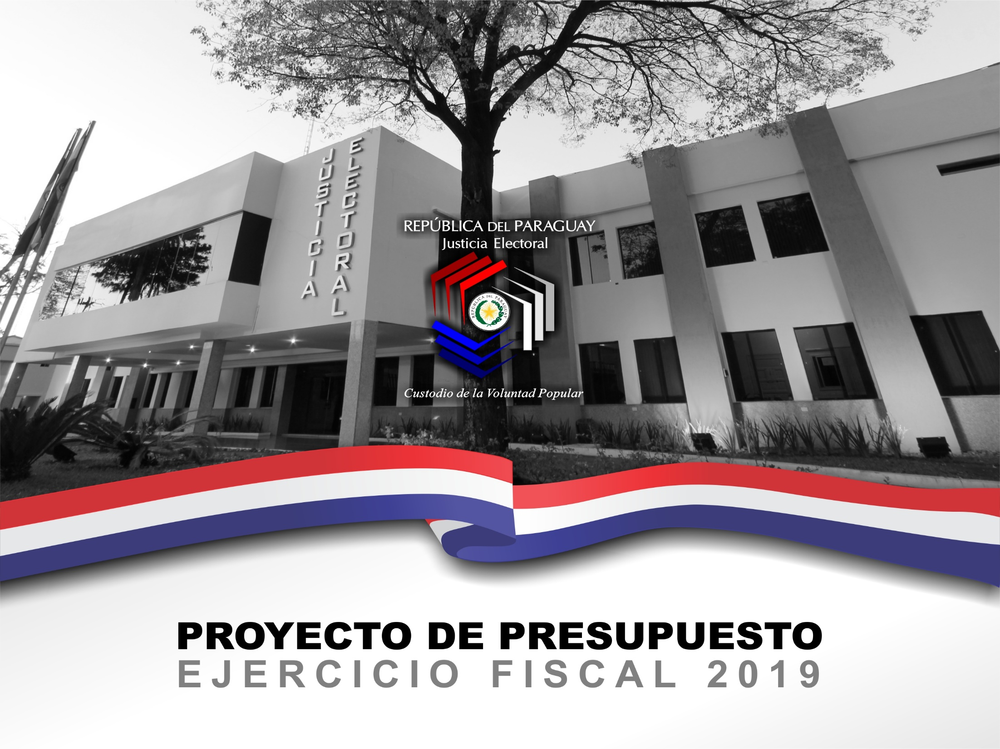 JUSTICIA
ELECTORAL
REPÚBLICA DEL PARAGUAY
Justicia Electoral
REPÚBLICA DEL PARAGUAY
Custodio de la Voluntad Popular
PROYECTO DE PRESUPUESTO
EJERCICIO FISCAL 2019